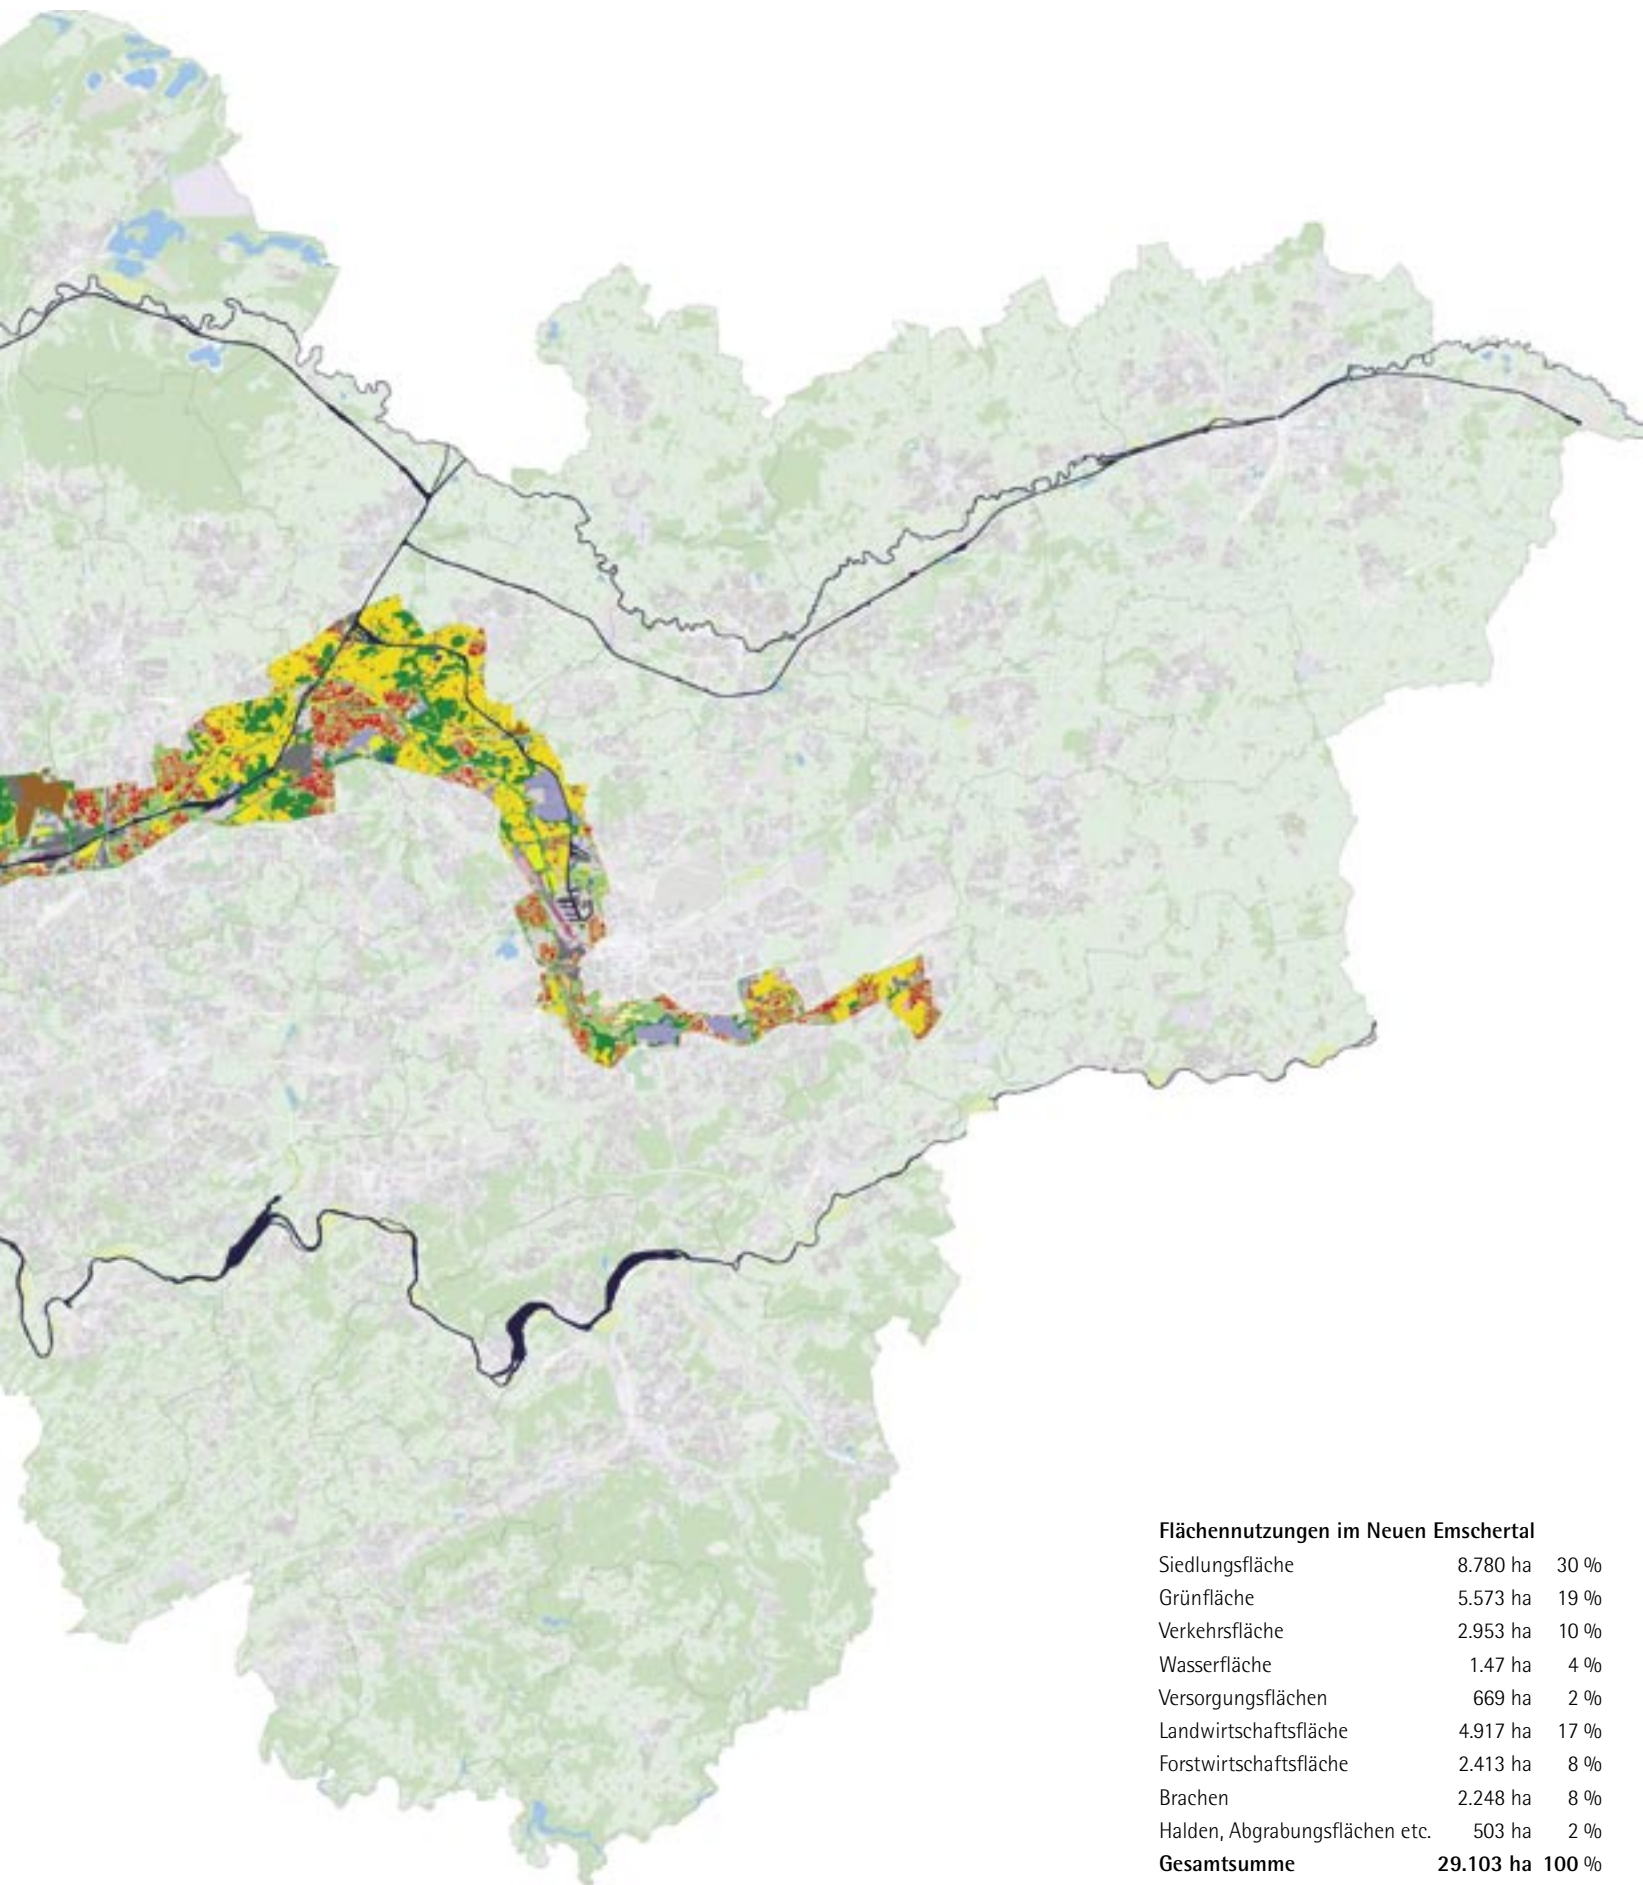 Flächennutzungen im Neuen Emschertal
Siedlungsfläche 8.780 ha 30 %
Grünfläche 5.573 ha 19 %
Verkehrsfläche 2.953 ha 10 %
Wasserfläche 1.47 ha 4 %
Versorgungsflächen 669 ha 2 %
Landwirtschaftsfläche 4.917 ha 17 %
Forstwirtschaftsfläche 2.413 ha 8 %
Brachen 2.248 ha 8 %
Halden, Abgrabungsflächen etc. 503 ha 2 %
Gesamtsumme 29.103 ha 100 %